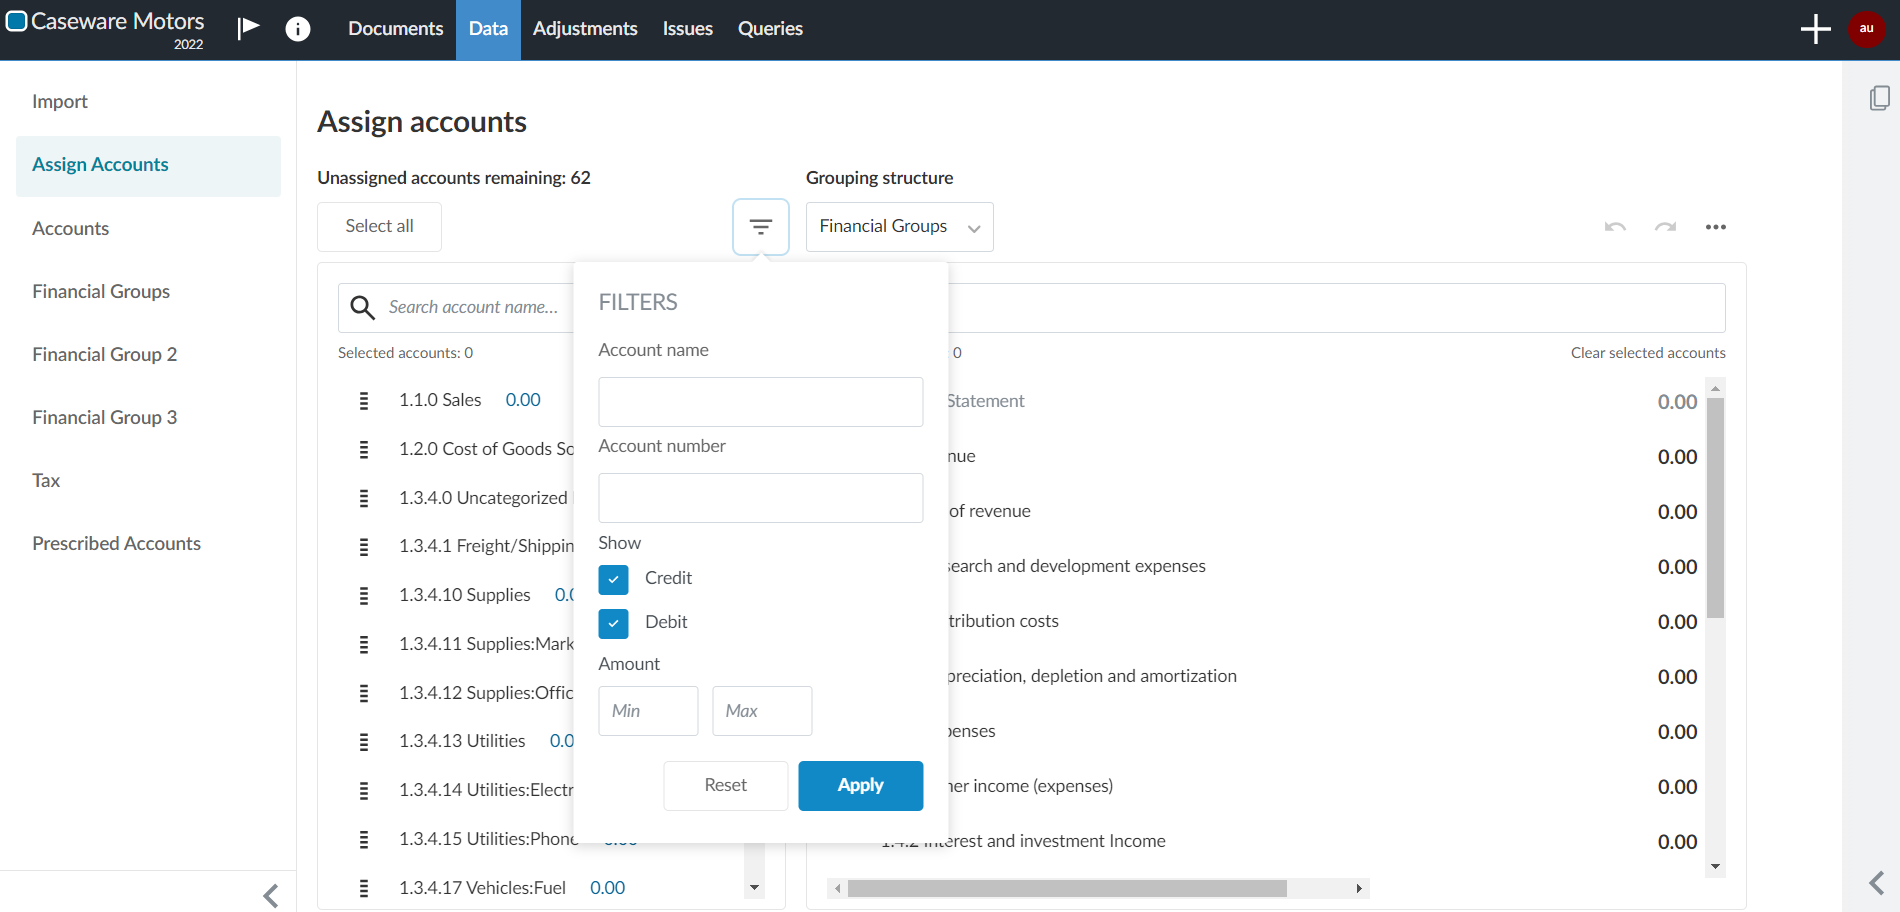 Caseware Motors
2022
Documents
Data
Adjustments
Issues
Queries
au
Import
Assign Accounts
Accounts
Financial Groups
Financial Group 2
Financial Group 3
Tax
Prescribed Accounts
Assign accounts
Unassigned accounts remaining: 62
Grouping structure
Select all
Financial Groups
Search account name...
Selected accounts: 0
1.1.0 Sales 0.00
1.2.0 Cost of Goods So
1.3.4.0 Uncategorized
1.3.4.1 Freight/Shippin
1.3.4.10 Supplies 0.0
1.3.4.11 Supplies:Mark
1.3.4.12 Supplies:Offic
1.3.4.13 Utilities 0.0
1.3.4.14 Utilities:Electr
1.3.4.15 Utilities:Phone
1.3.4.17 Vehicles:Fuel 0.00
FILTERS
Account name
Account number
Show
Credit
Debit
Amount
Min
Max
Reset
Apply
: 0
Clear selected accounts
Statement 0.00
nue 0.00
of revenue 0.00
search and development expenses 0.00
tribution costs 0.00
preciation, depletion and amortization 0.00
penses 0.00
ner income (expenses) 0.00
1.4.2 Interest and investment Income 0.00